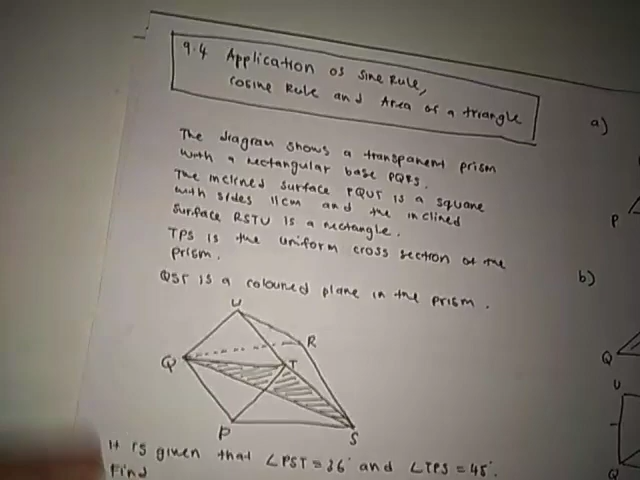 9.4 Application of Sine Rule,
Cosine Rule and Area of a triangle
The diagram shows a transparent prism
with a rectangular base PQRS.
The inclined surface PQUT is a square
with sides 11cm and the inclined
surface RSTU is a rectangle.
TPS is the uniform cross section of the
prism.
QST is a coloured plane in the prism.
U
R
Q
T
P
S
It is given that ∠PST = 36° and ∠TPS = 45°.
Find
a)
P
b)
Q
U
Q